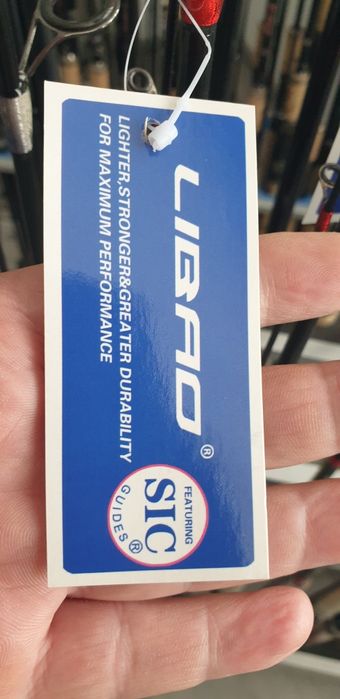 LIBAO®
LIGHTER,STRONGER&GREATER DURABILITY
FOR MAXIMUM PERFORMANCE
FEATURING
SIC
GUIDES®